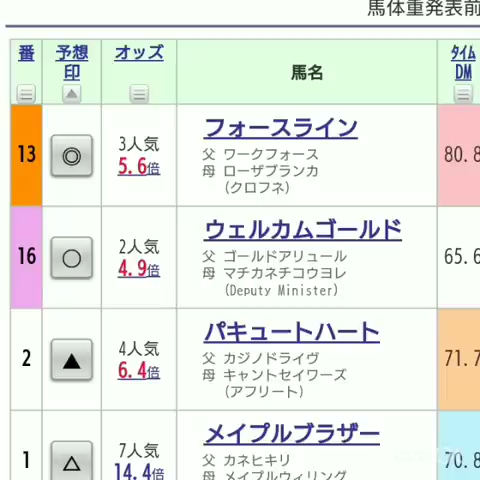 馬体重発表前
番 予想印 オッズ 馬名 タイムDM
13 ◎ 3人気 5.6倍 フォースライン 80.8
父 ワークフォース
母 ローザブランカ
(クロフネ)
16 ○ 2人気 4.9倍 ウェルカムゴールド 65.6
父 ゴールドアリュール
母 マチカネチコウヨレ
(Deputy Minister)
2 ▲ 4人気 6.4倍 パキュートハート 71.7
父 カジノドライヴ
母 キャントセイワーズ
(アフリート)
1 △ 7人気 14.4倍 メイプルブラザー 70.8
父 カネヒキリ
母 メイプルウィリング